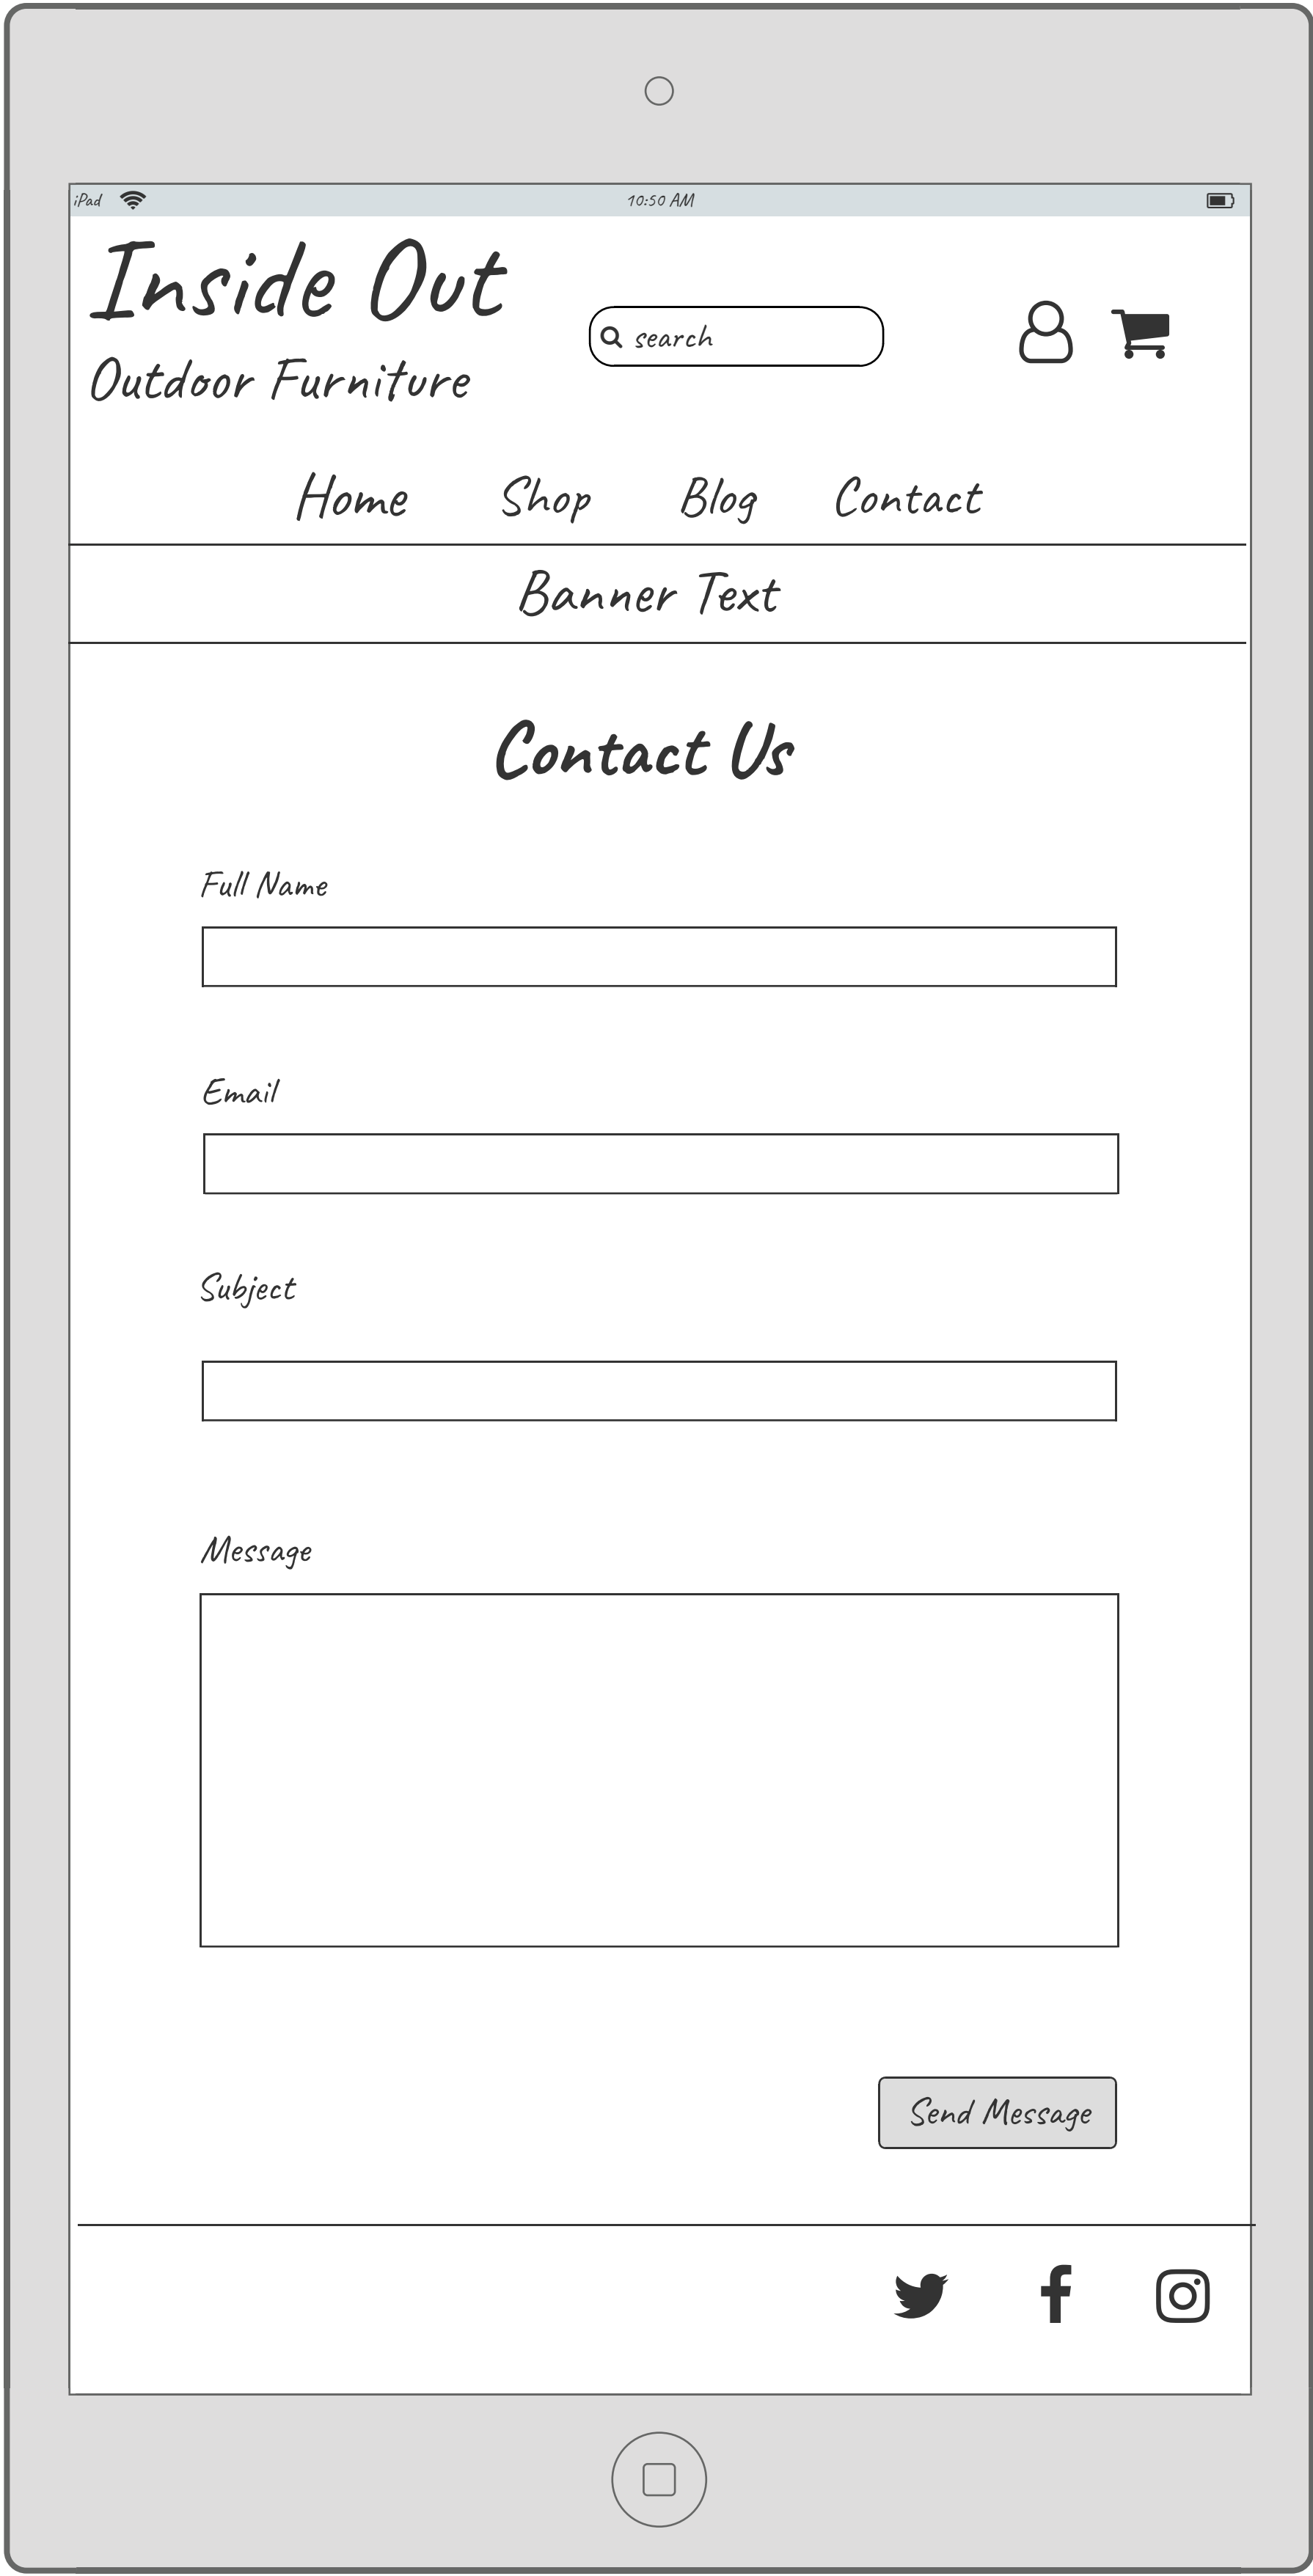 iPad 10:50 AM
Inside Out
search
Outdoor Furniture
Home Shop Blog Contact
Banner Text
Contact Us
Full Name
Email
Subject
Message
Send Message